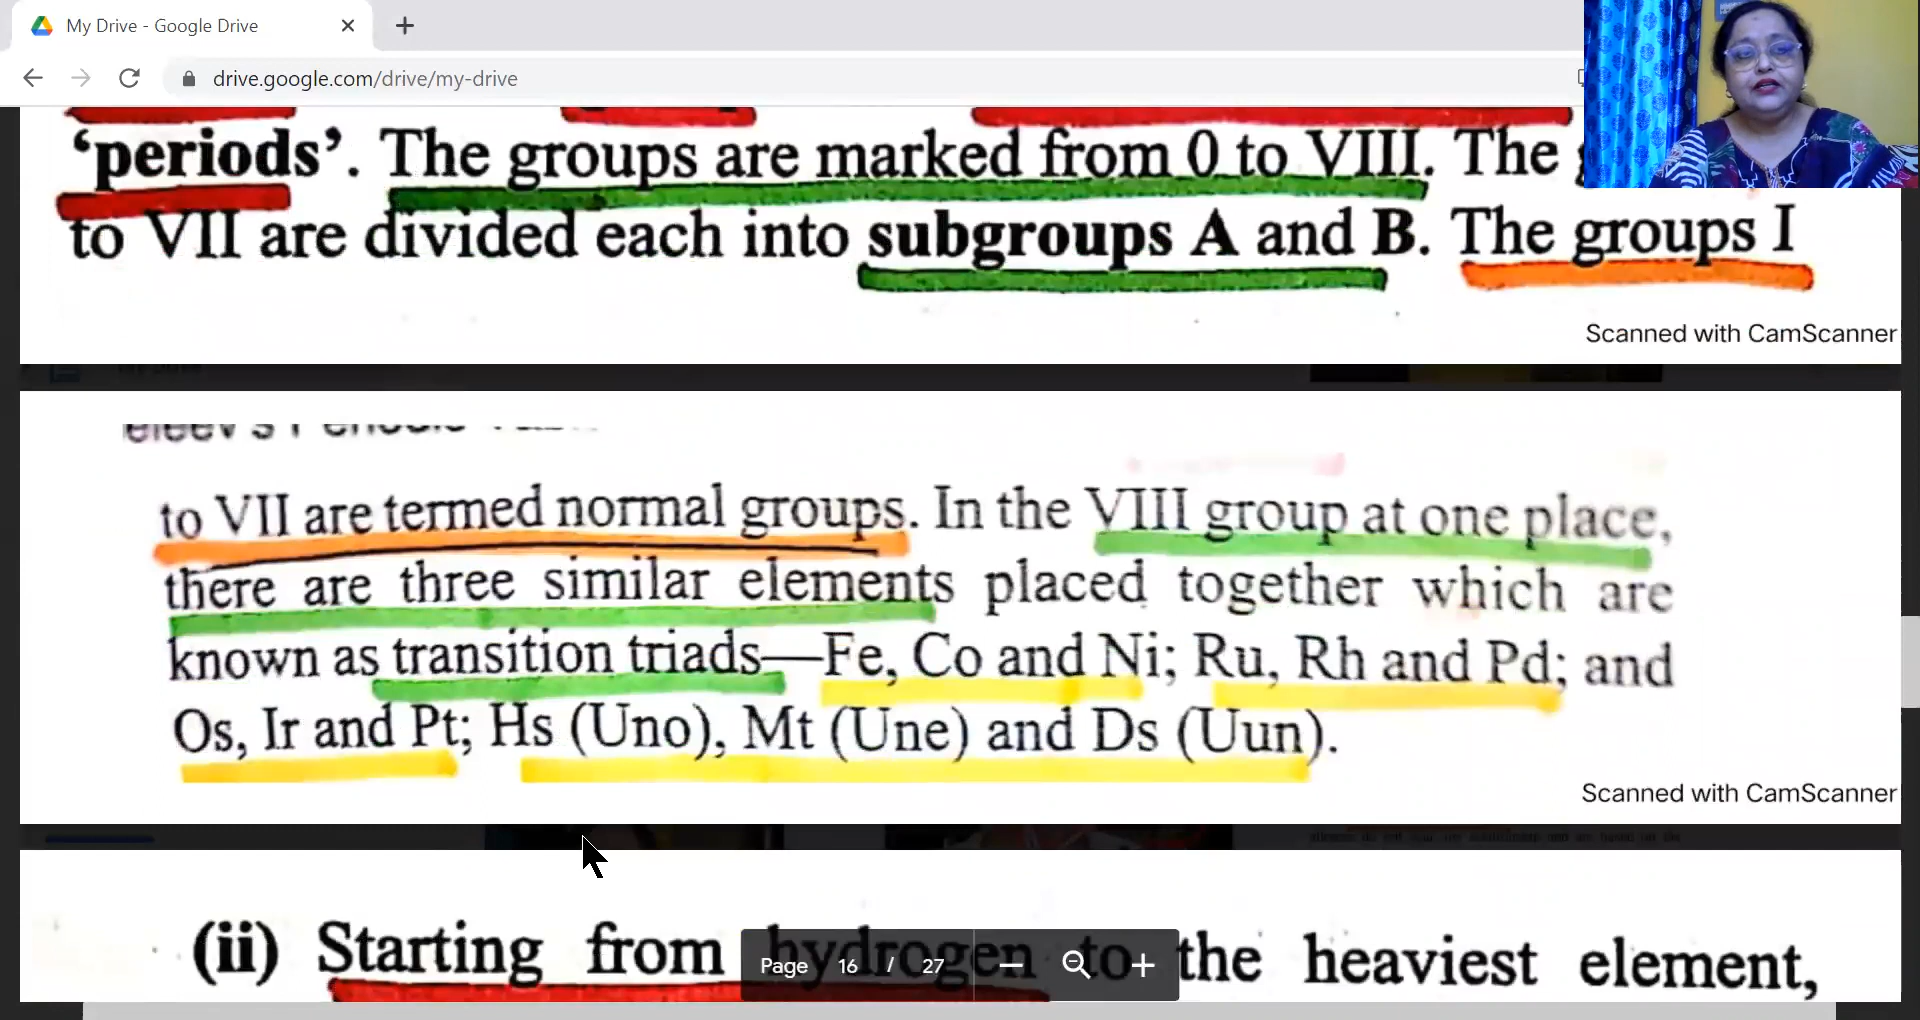 My Drive - Google Drive
drive.google.com/drive/my-drive
‘periods’. The groups are marked from 0 to VIII. The
to VII are divided each into subgroups A and B. The groups I
Scanned with CamScanner
to VII are termed normal groups. In the VIII group at one place,
there are three similar elements placed together which are
known as transition triads—Fe, Co and Ni; Ru, Rh and Pd; and
Os, Ir and Pt; Hs (Uno), Mt (Une) and Ds (Uun).
Scanned with CamScanner
(ii) Starting from hydrogen to the heaviest element,
Page 16 / 27